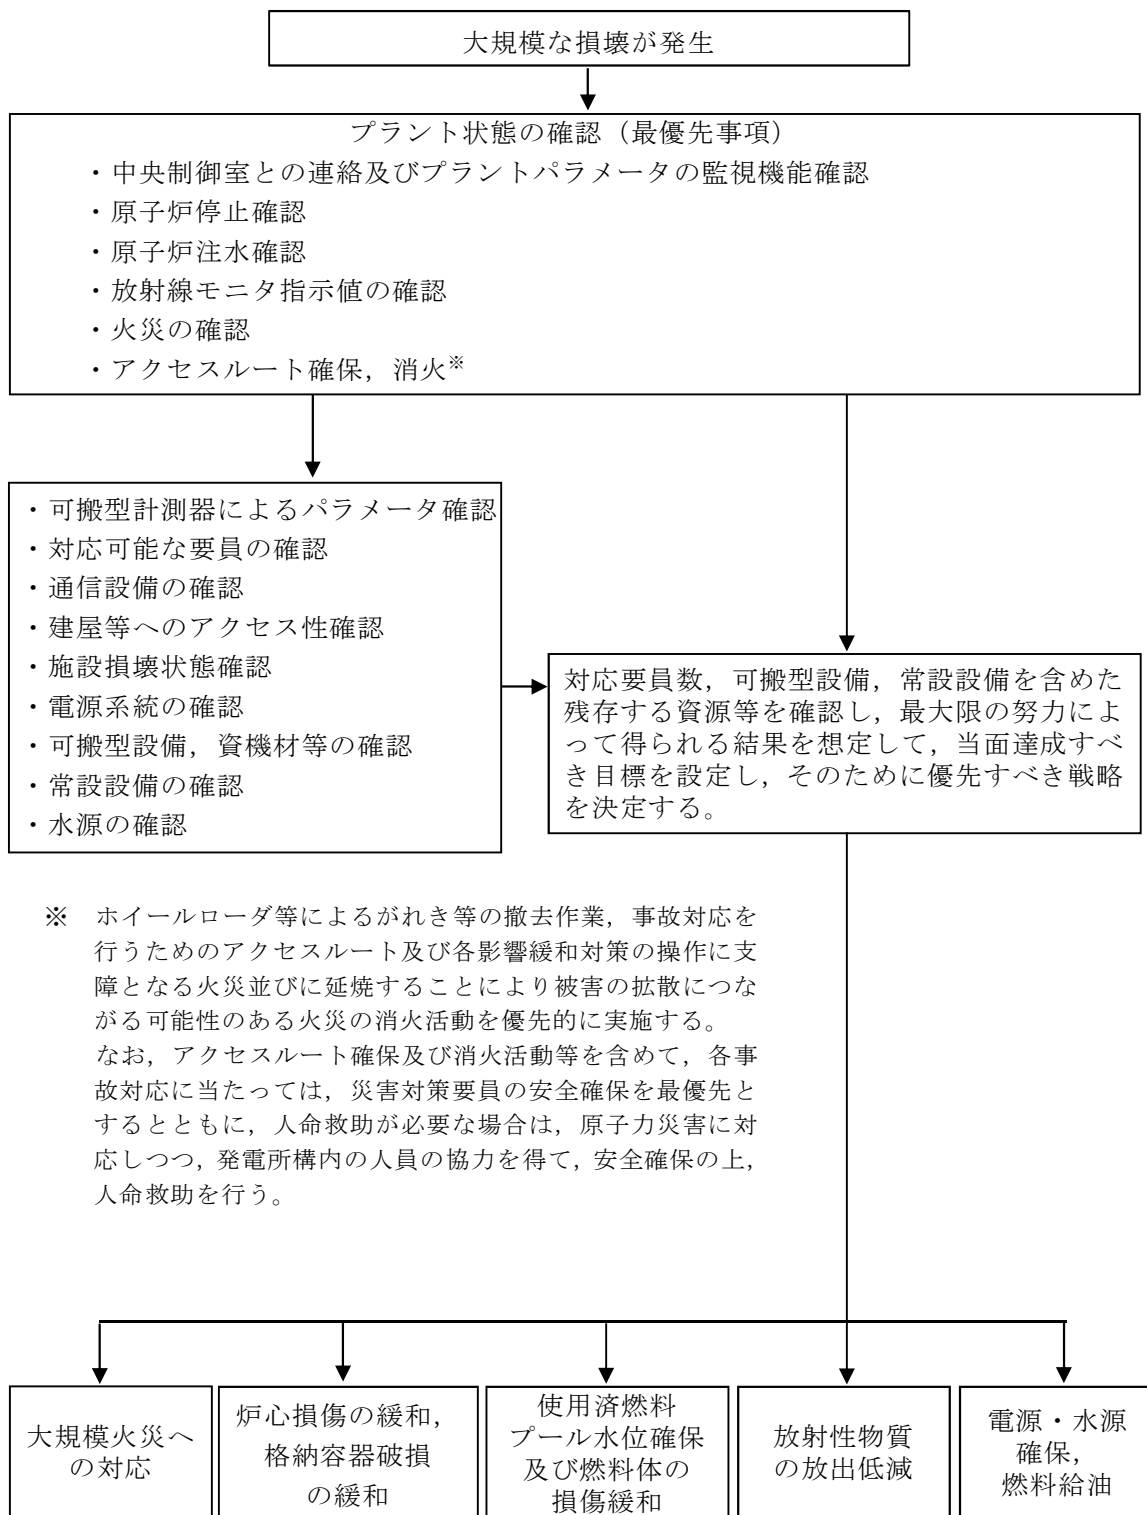 大規模な損壊が発生
プラント状態の確認（最優先事項）
・中央制御室との連絡及びプラントパラメータの監視機能確認
・原子炉停止確認
・原子炉注水確認
・放射線モニタ指示値の確認
・火災の確認
・アクセスルート確保，消火※
・可搬型計測器によるパラメータ確認
・対応可能な要員の確認
・通信設備の確認
・建屋等へのアクセス性確認
・施設損壊状態確認
・電源系統の確認
・可搬型設備，資機材等の確認
・常設設備の確認
・水源の確認
対応要員数，可搬型設備，常設設備を含めた
残存する資源等を確認し，最大限の努力によ
って得られる結果を想定して，当面達成すべ
き目標を設定し，そのために優先すべき戦略
を決定する。
※　ホイールローダ等によるがれき等の撤去作業，事故対応を
行うためのアクセスルート及び各影響緩和対策の操作に支
障となる火災並びに延焼することにより被害の拡散につな
がる可能性のある火災の消火活動を優先的に実施する。
なお，アクセスルート確保及び消火活動等を含めて，各事
故対応に当たっては，災害対策要員の安全確保を最優先と
するとともに，人命救助が必要な場合は，原子力災害に対
応しつつ，発電所構内の人員の協力を得て，安全確保の上，
人命救助を行う。
大規模火災へ
の対応
炉心損傷の緩和，
格納容器破損
の緩和
使用済燃料
プール水位確保
及び燃料体の
損傷緩和
放射性物質
の放出低減
電源・水源
確保，
燃料給油